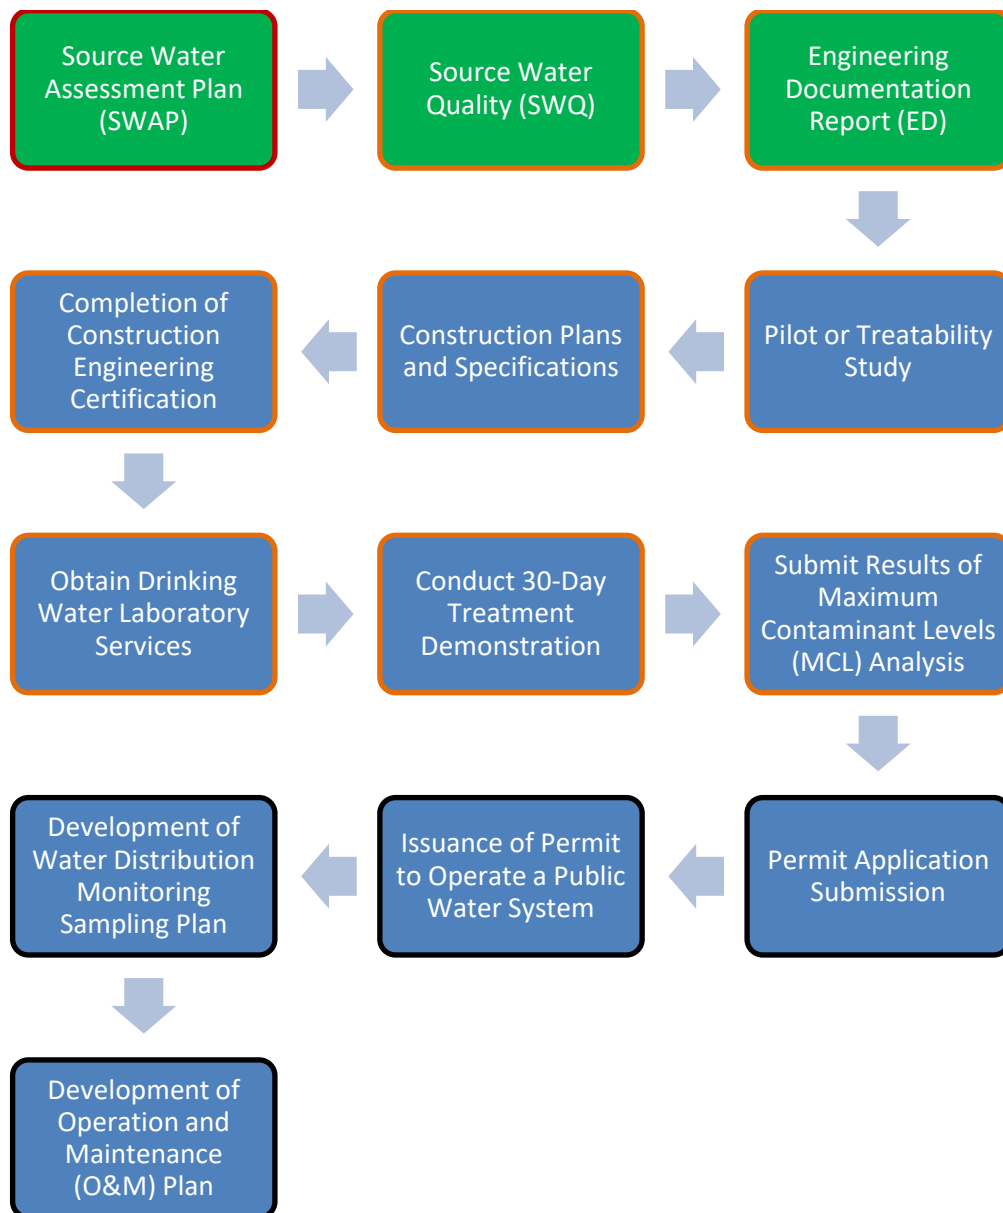 Source Water
Assessment Plan
(SWAP)
Source Water
Quality (SWQ)
Engineering
Documentation
Report (ED)
Pilot or Treatability
Study
Construction Plans
and Specifications
Completion of
Construction
Engineering
Certification
Obtain Drinking
Water Laboratory
Services
Conduct 30-Day
Treatment
Demonstration
Submit Results of
Maximum
Contaminant Levels
(MCL) Analysis
Permit Application
Submission
Issuance of Permit
to Operate a Public
Water System
Development of
Water Distribution
Monitoring
Sampling Plan
Development of
Operation and
Maintenance
(O&M) Plan